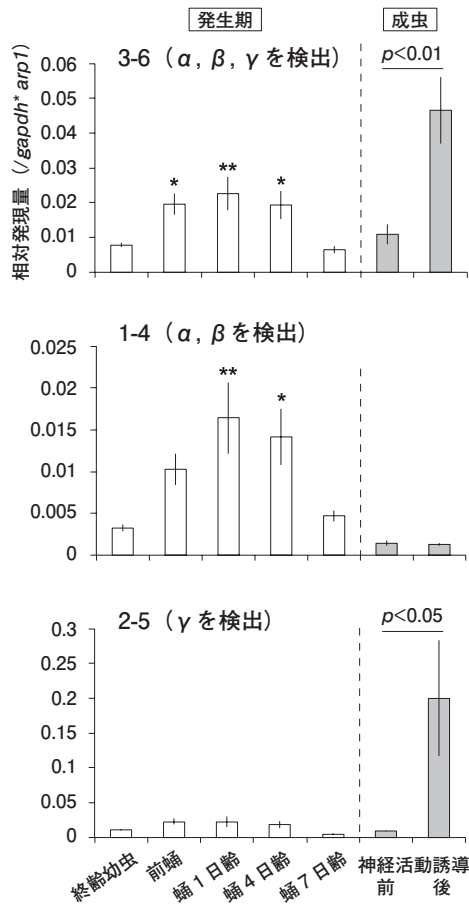 発生期 成虫
3-6（α, β, γ を検出）
p<0.01
0.06
0.05
0.04
0.03
0.02
0.01
0
* ** *
相対発現量（/gapdh* arp1）
1-4（α, β を検出）
0.025
0.02
0.015
0.01
0.005
0
** *
2-5（γ を検出）
p<0.05
0.3
0.25
0.2
0.15
0.1
0.05
0
終齢幼虫 前蛹 蛹1日齢 蛹4日齢 蛹7日齢
神経活動誘導
前 後